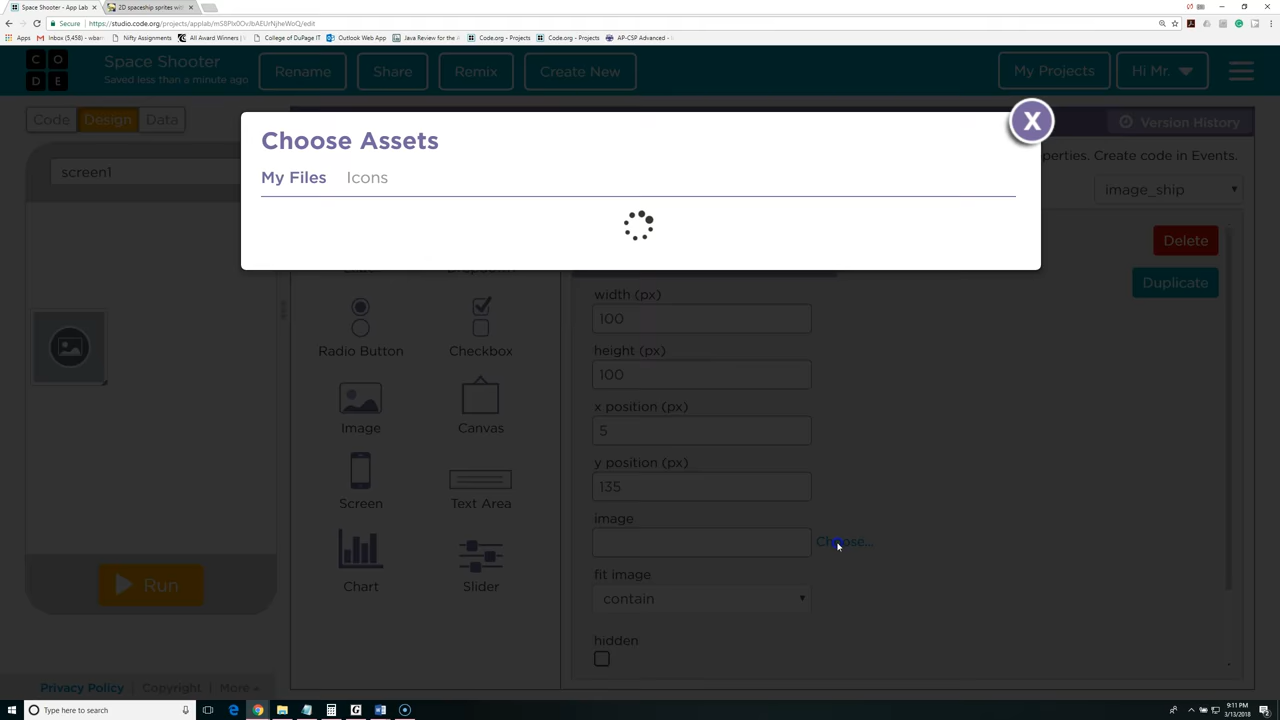 Space Shooter - App Lab
2D spaceship sprites wit
Secure
https://studio.code.org/projects/applab/
Apps
Inbox (5,458) - wbar
Nifty Assignments
All Award Winners |
College of DuPage IT
Outlook Web App
Java Review for the
Code.org - Projects
Code.org - Projects
AP-CSP Advanced -
CODE
Space Shooter
Saved less than a minute ago
Rename
Share
Remix
Create New
My Projects
Hi Mr.
Code
Design
Data
Version History
Choose Assets
X
My Files
Icons
perties. Create code in Events.
screen1
image_ship
Delete
Duplicate
width (px)
100
Radio Button
Checkbox
height (px)
100
x position (px)
5
Image
Canvas
y position (px)
135
Screen
Text Area
image
Choose...
Run
Chart
Slider
fit image
contain
hidden
Privacy Policy
Copyright
More
Type here to search
9:11 PM
3/13/2018